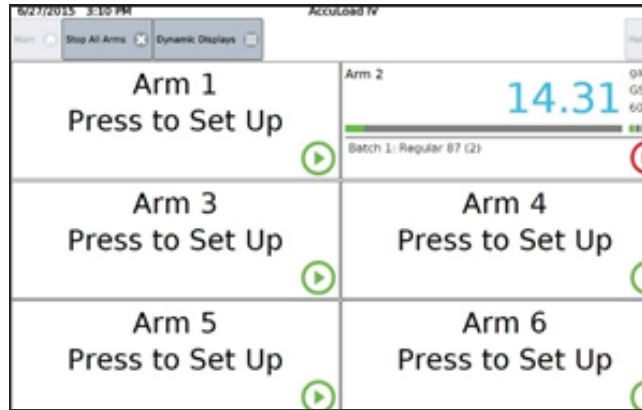 6/27/2015 3:10 PM AccuLoad IV
Main Stop All Arms Dynamic Displays
Arm 1
Press to Set Up
Arm 2
14.31
Batch 1: Regular 87 (2)
Arm 3
Press to Set Up
Arm 4
Press to Set Up
Arm 5
Press to Set Up
Arm 6
Press to Set Up